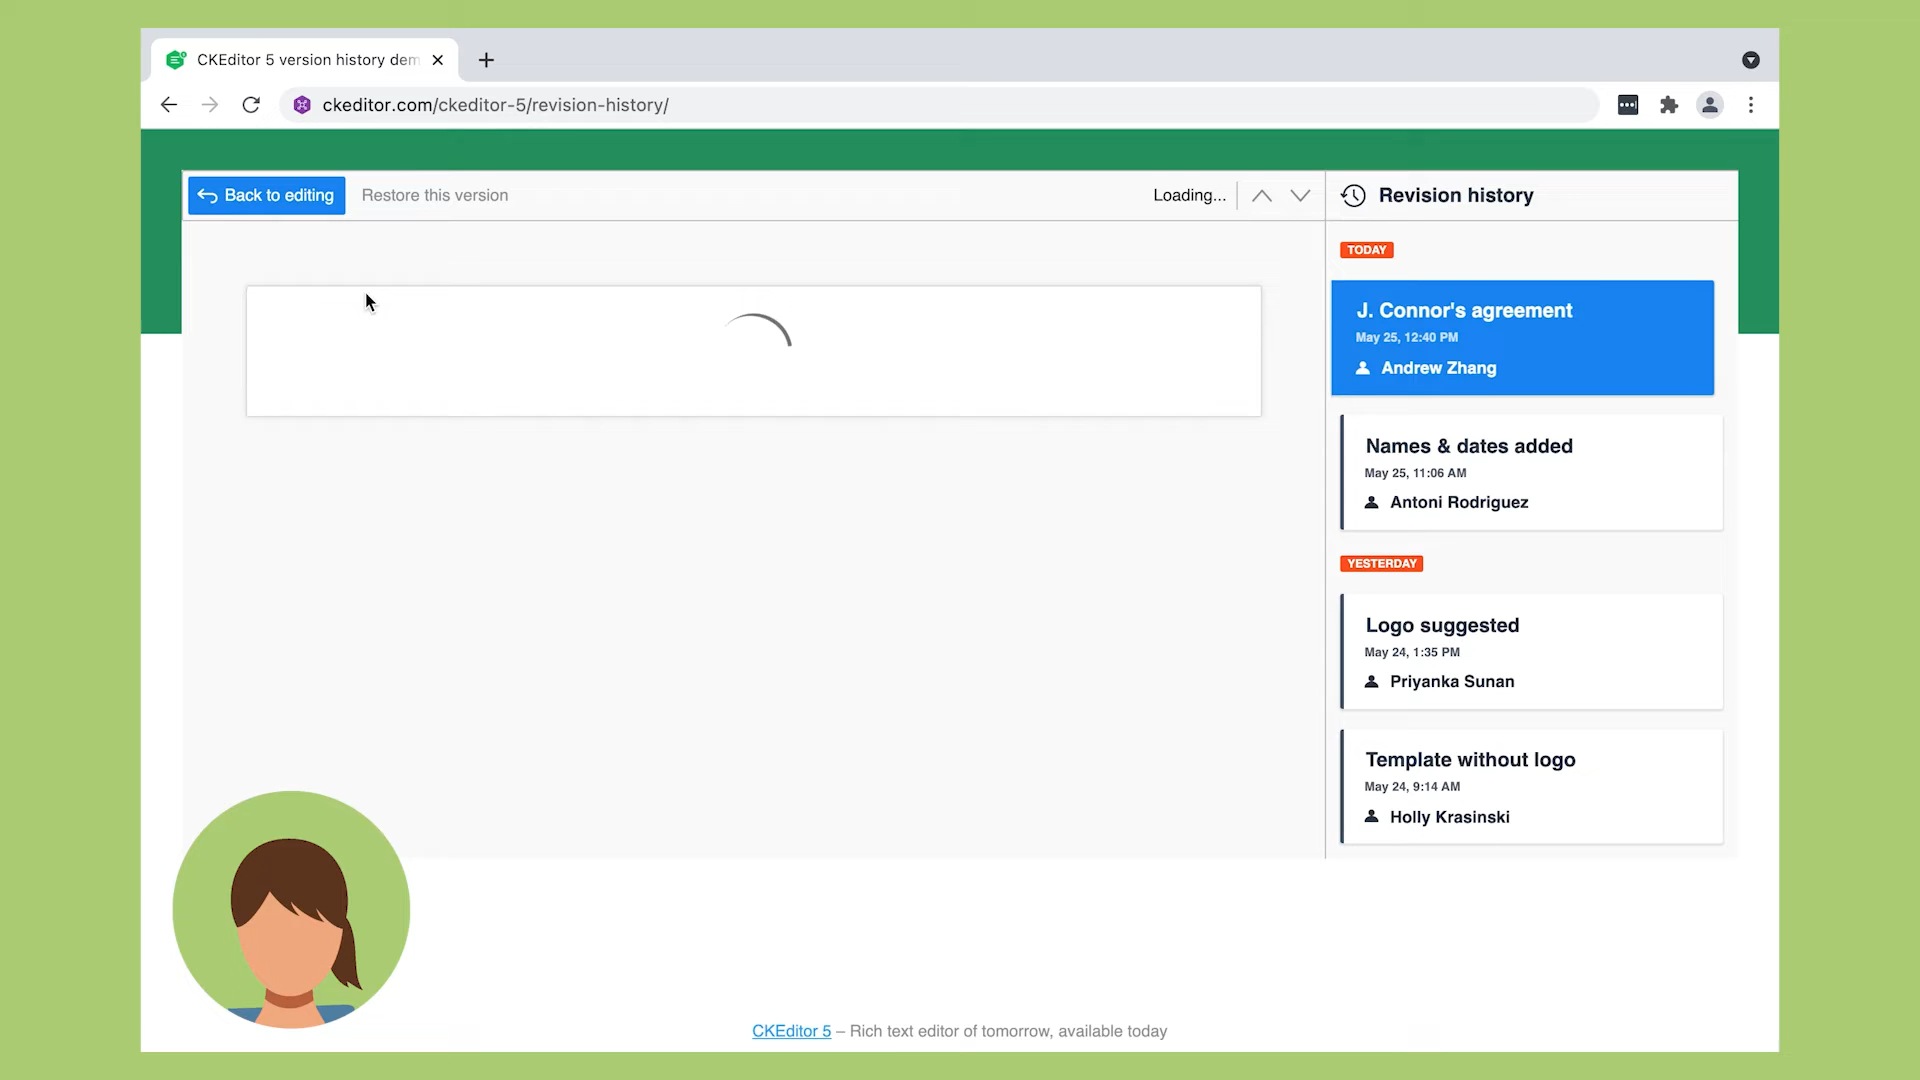 CKEditor 5 version history dem
ckeditor.com/ckeditor-5/revision-history/
Back to editing
Restore this version
Loading...
Revision history
TODAY
J. Connor's agreement
May 25, 12:40 PM
Andrew Zhang
Names & dates added
May 25, 11:06 AM
Antoni Rodriguez
YESTERDAY
Logo suggested
May 24, 1:35 PM
Priyanka Sunan
Template without logo
May 24, 9:14 AM
Holly Krasinski
CKEditor 5 – Rich text editor of tomorrow, available today